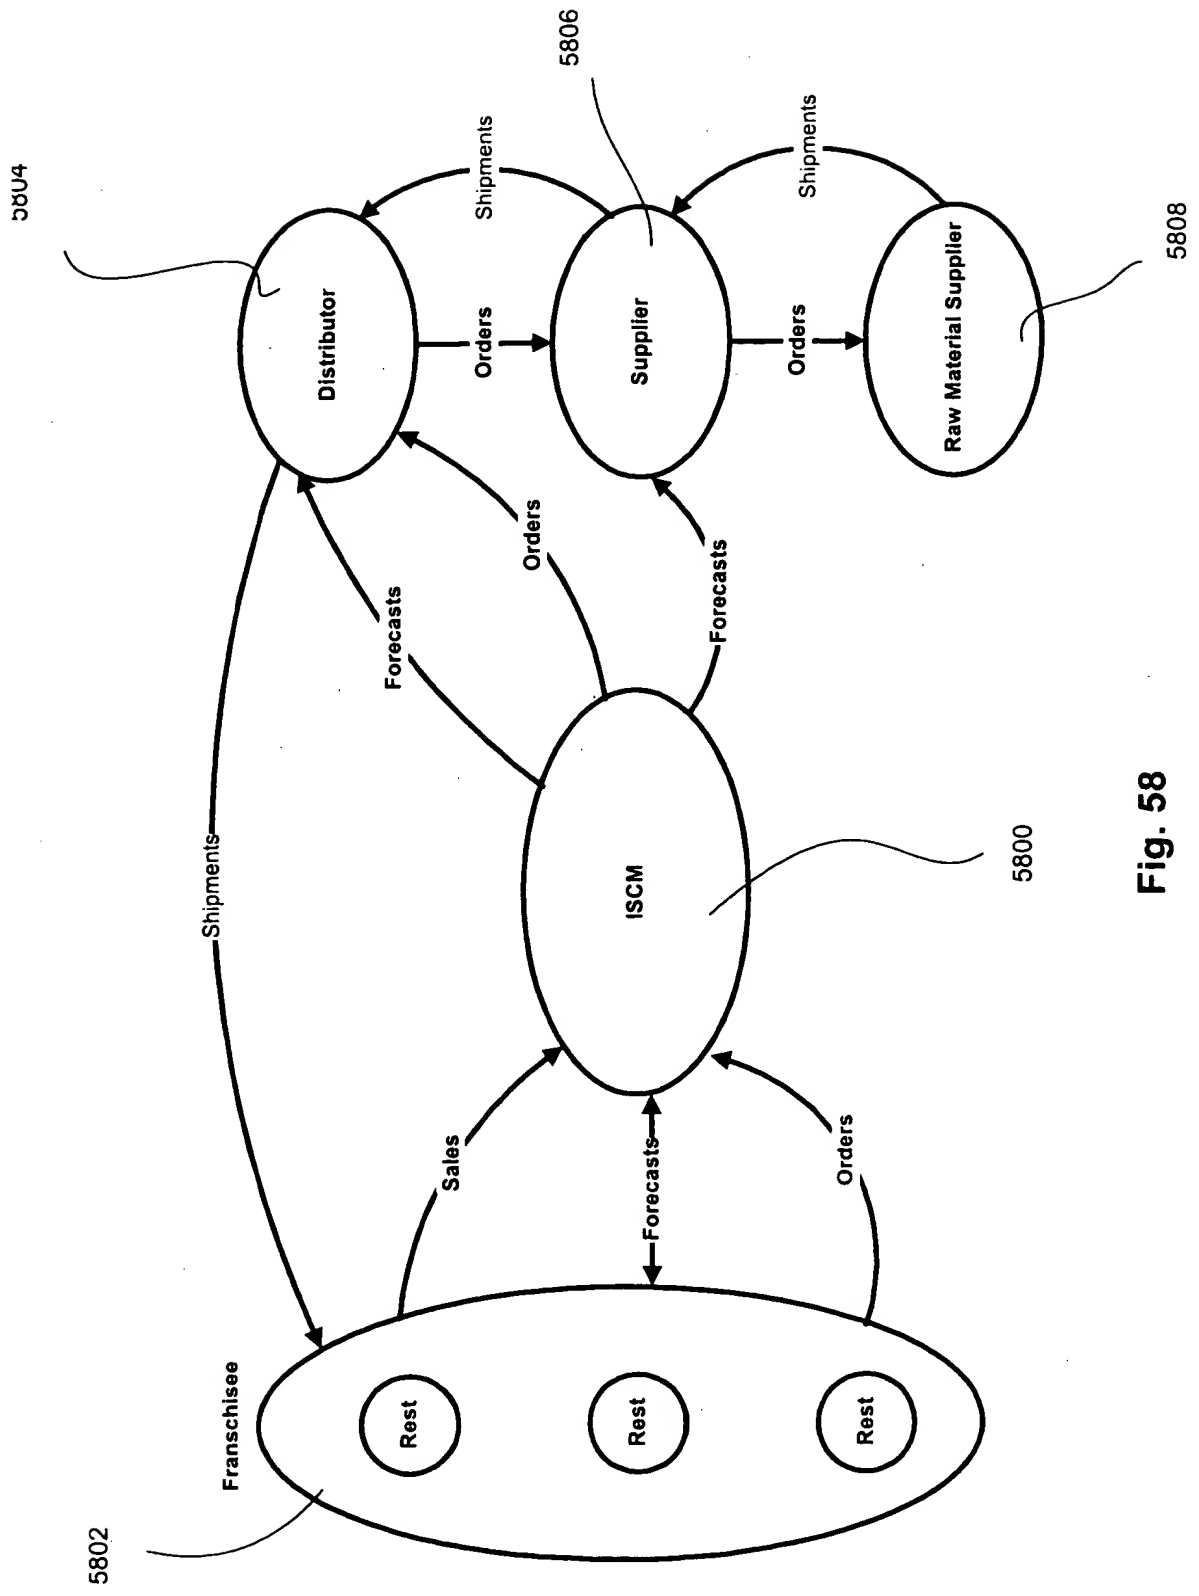 5804
5802
Shipments
Franschisee
Distributor
Forecasts
Rest
Sales
Orders
Shipments
Orders
5806
Rest
ISCM
Supplier
Forecasts
Forecasts
Orders
Shipments
Orders
Rest
Raw Material Supplier
5800
Fig. 58
5808